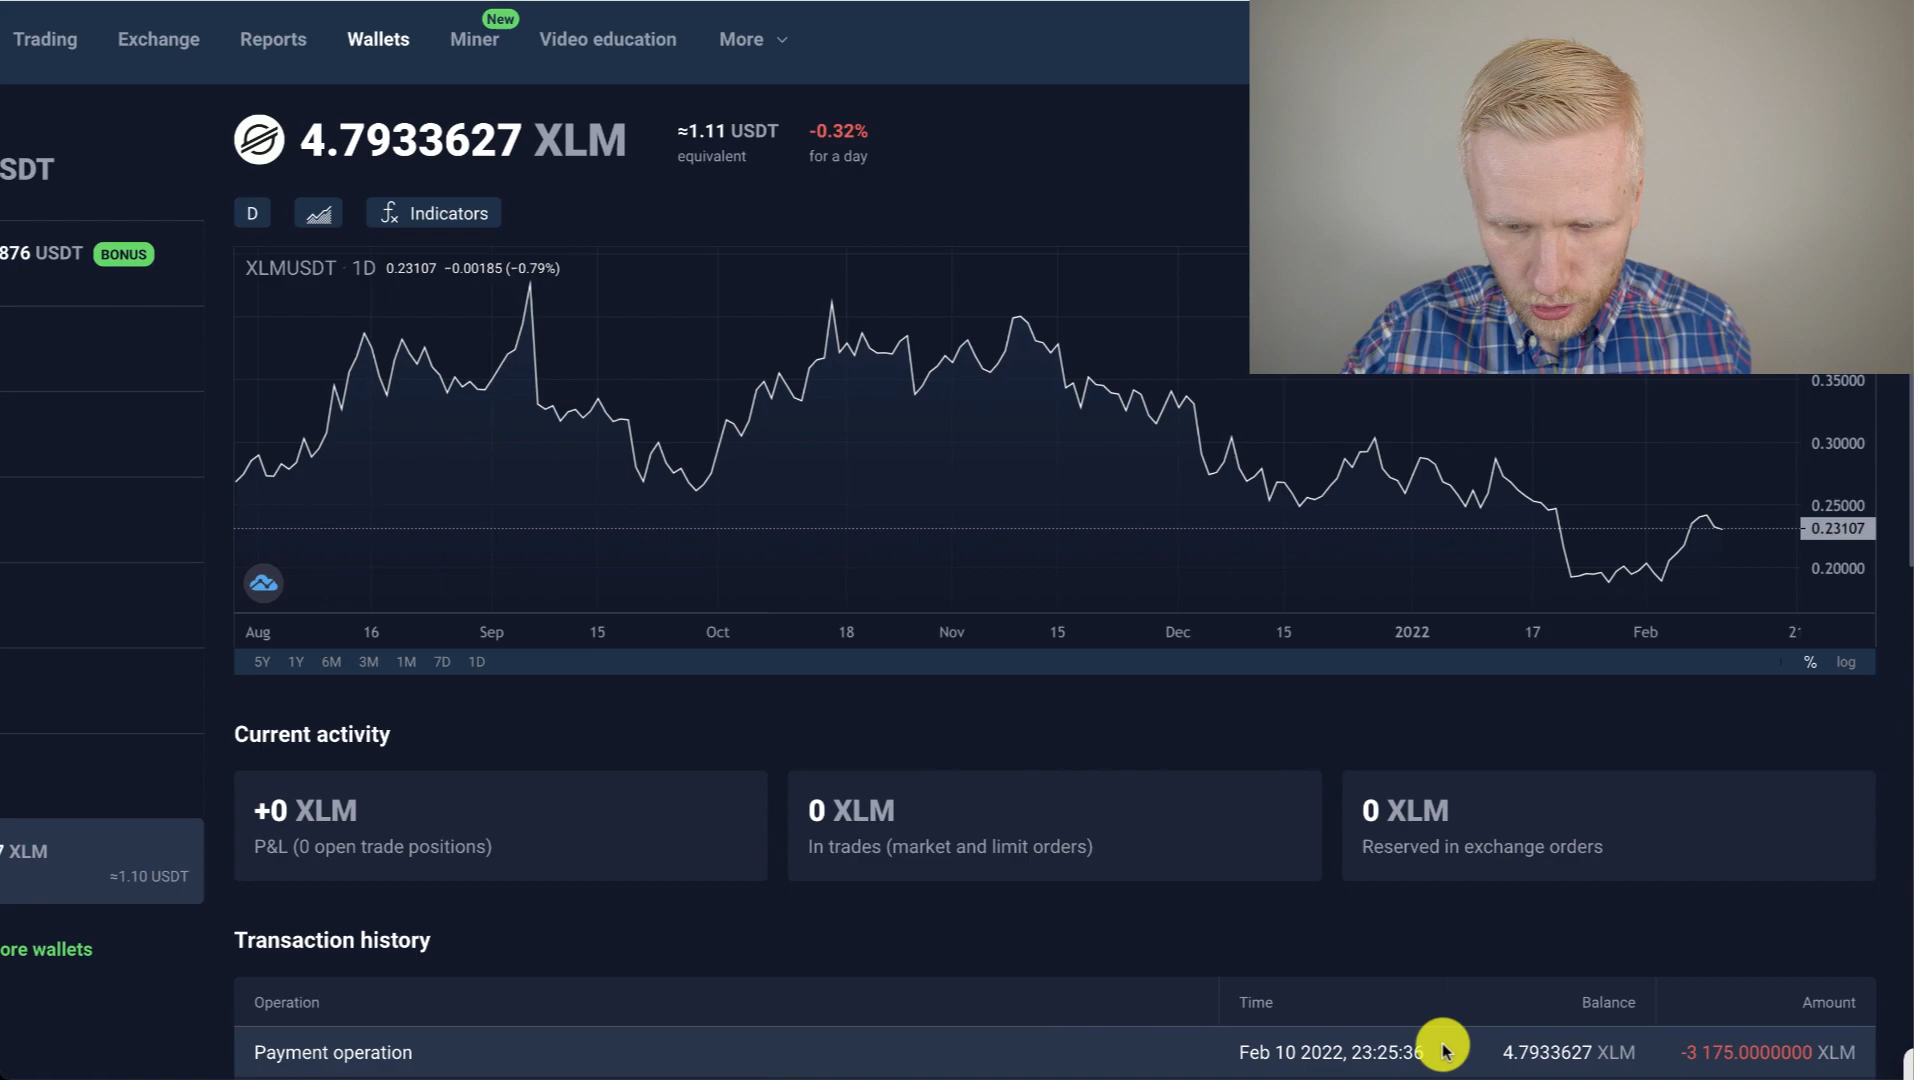 New
Trading Exchange Reports Wallets Miner Video education More
4.7933627 XLM
≈1.11 USDT
equivalent
-0.32%
for a day
SDT
D Indicators
876 USDT BONUS
XLMUSDT · 1D 0.23107 −0.00185 (−0.79%)
0.35000
0.30000
0.25000
0.23107
0.20000
Aug 16 Sep 15 Oct 18 Nov 15 Dec 15 2022 17 Feb
5Y 1Y 6M 3M 1M 7D 1D % log
Current activity
+0 XLM
P&L (0 open trade positions)
0 XLM
In trades (market and limit orders)
0 XLM
Reserved in exchange orders
7 XLM
≈1.10 USDT
Transaction history
ore wallets
Operation Time Balance Amount
Payment operation Feb 10 2022, 23:25:36 4.7933627 XLM -3 175.0000000 XLM